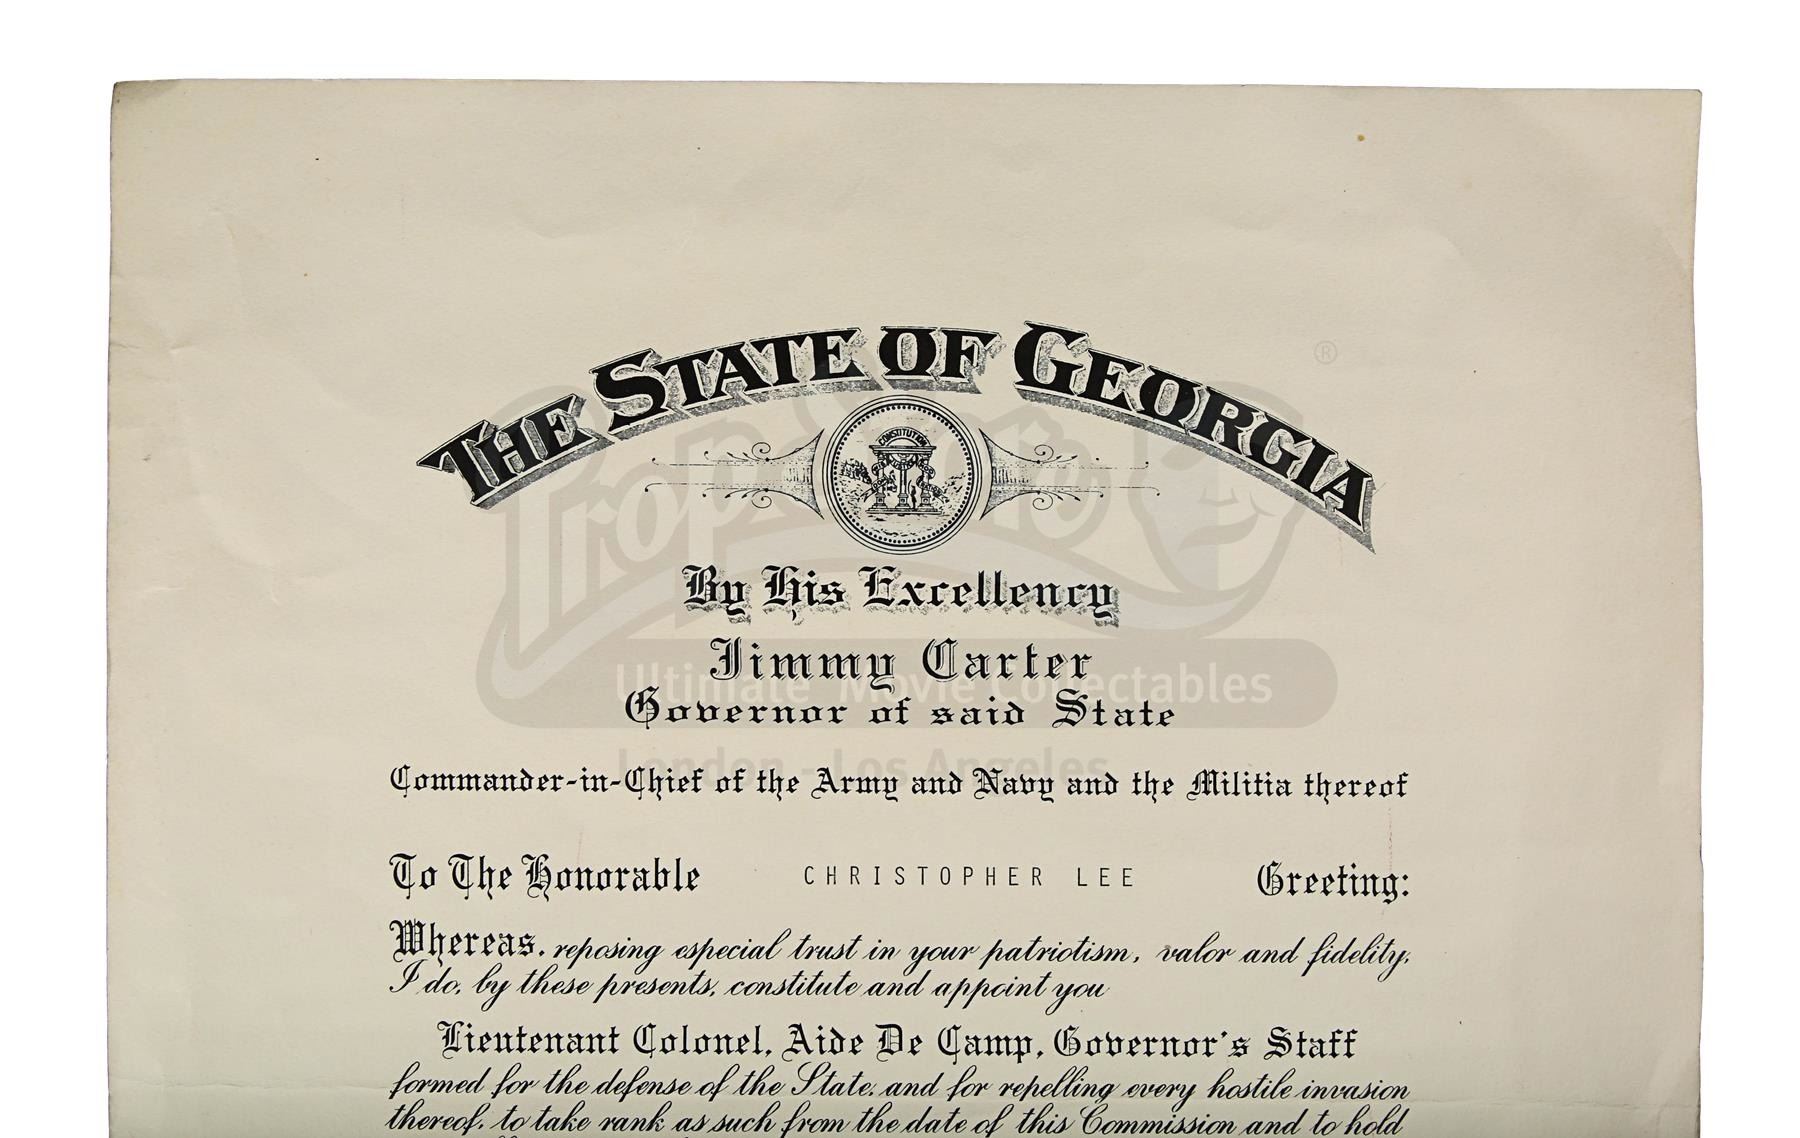 THE STATE OF GEORGIA
CONSTITUTION
By His Excellency
Jimmy Carter
Governor of said State
Commander-in-Chief of the Army and Navy and the Militia thereof
To The Honorable CHRISTOPHER LEE Greeting:
Whereas, reposing especial trust in your patriotism, valor and fidelity,
I do, by these presents, constitute and appoint you
Lieutenant Colonel, Aide De Camp, Governor's Staff
formed for the defense of the State, and for repelling every hostile invasion
thereof, to take rank as such from the date of this Commission and to hold
Prop Store
®
Ultimate Movie Collectables
London - Los Angeles